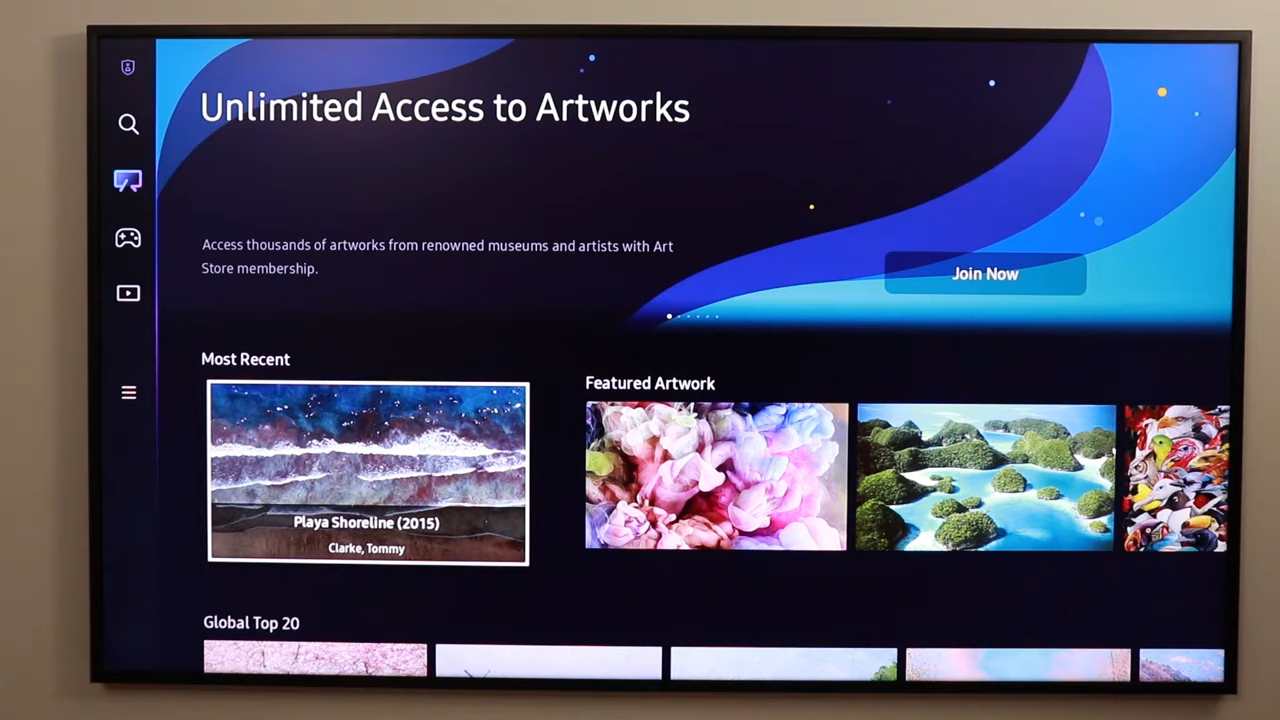 Unlimited Access to Artworks
Access thousands of artworks from renowned museums and artists with Art
Store membership.
Join Now
Most Recent
Playa Shoreline (2015)
Clarke, Tommy
Featured Artwork
Global Top 20